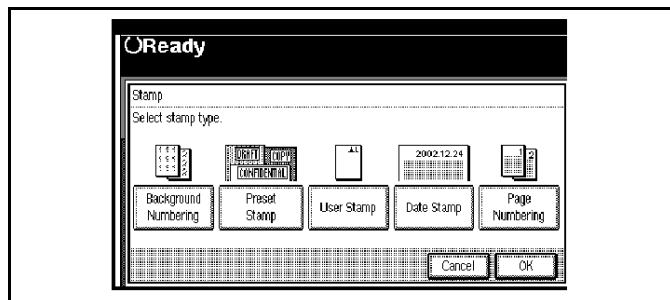 Ready
Stamp
Select stamp type.
DRAFT COPY
CONFIDENTIAL
2002.12.24
Background Numbering
Preset Stamp
User Stamp
Date Stamp
Page Numbering
Cancel
OK